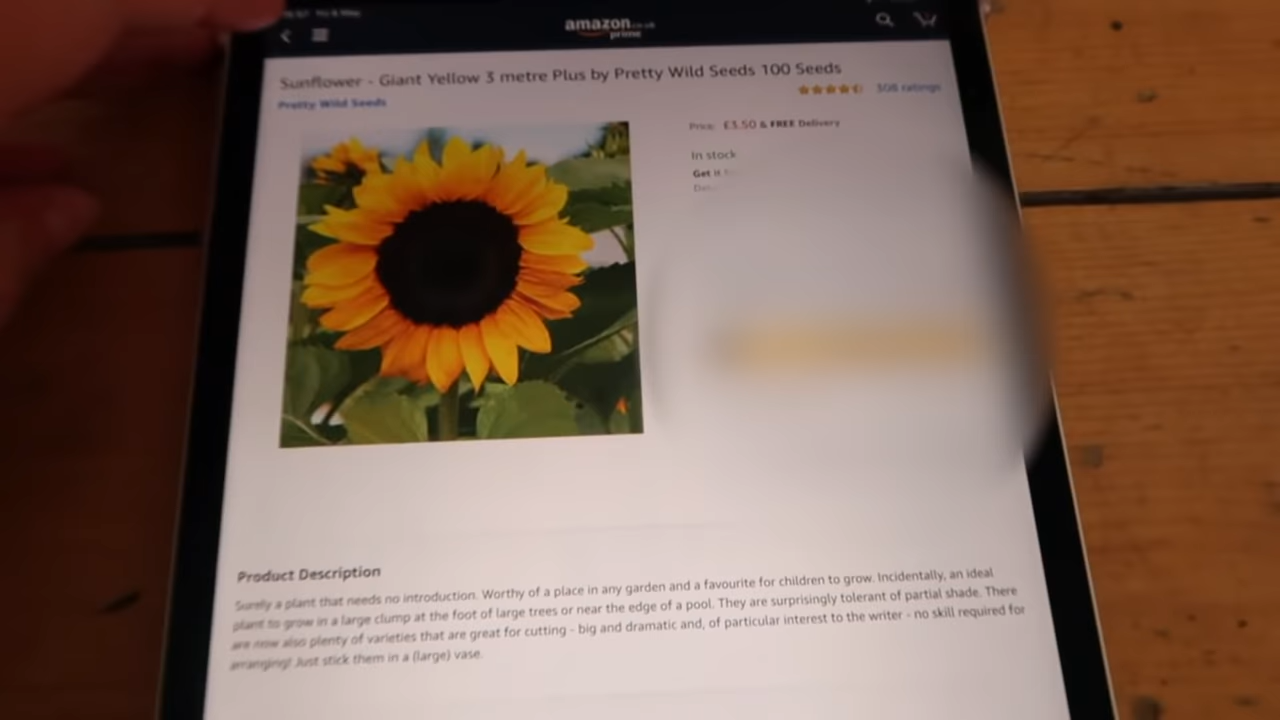 amazon.co.uk
prime
Sunflower - Giant Yellow 3 metre Plus by Pretty Wild Seeds 100 Seeds
Pretty Wild Seeds
308 ratings
Price: £3.50 & FREE Delivery
In stock
Get it
Product Description
Surely a plant that needs no introduction. Worthy of a place in any garden and a favourite for children to grow. Incidentally, an ideal
plant to grow in a large clump at the foot of large trees or near the edge of a pool. They are surprisingly tolerant of partial shade. There
are now also plenty of varieties that are great for cutting - big and dramatic and, of particular interest to the writer - no skill required for
arranging! Just stick them in a (large) vase.